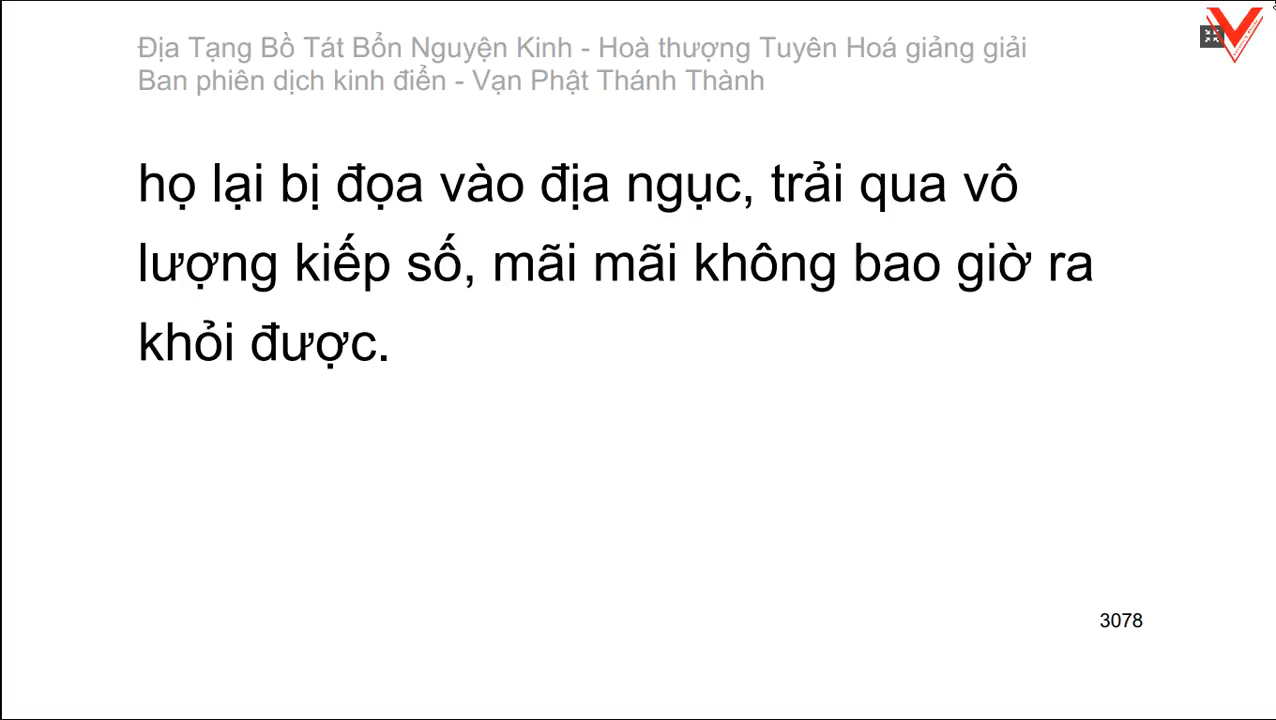 Địa Tạng Bồ Tát Bổn Nguyện Kinh - Hoà thượng Tuyên Hoá giảng giải
Ban phiên dịch kinh điển - Vạn Phật Thánh Thành
họ lại bị đọa vào địa ngục, trải qua vô
lượng kiếp số, mãi mãi không bao giờ ra
khỏi được.
3078